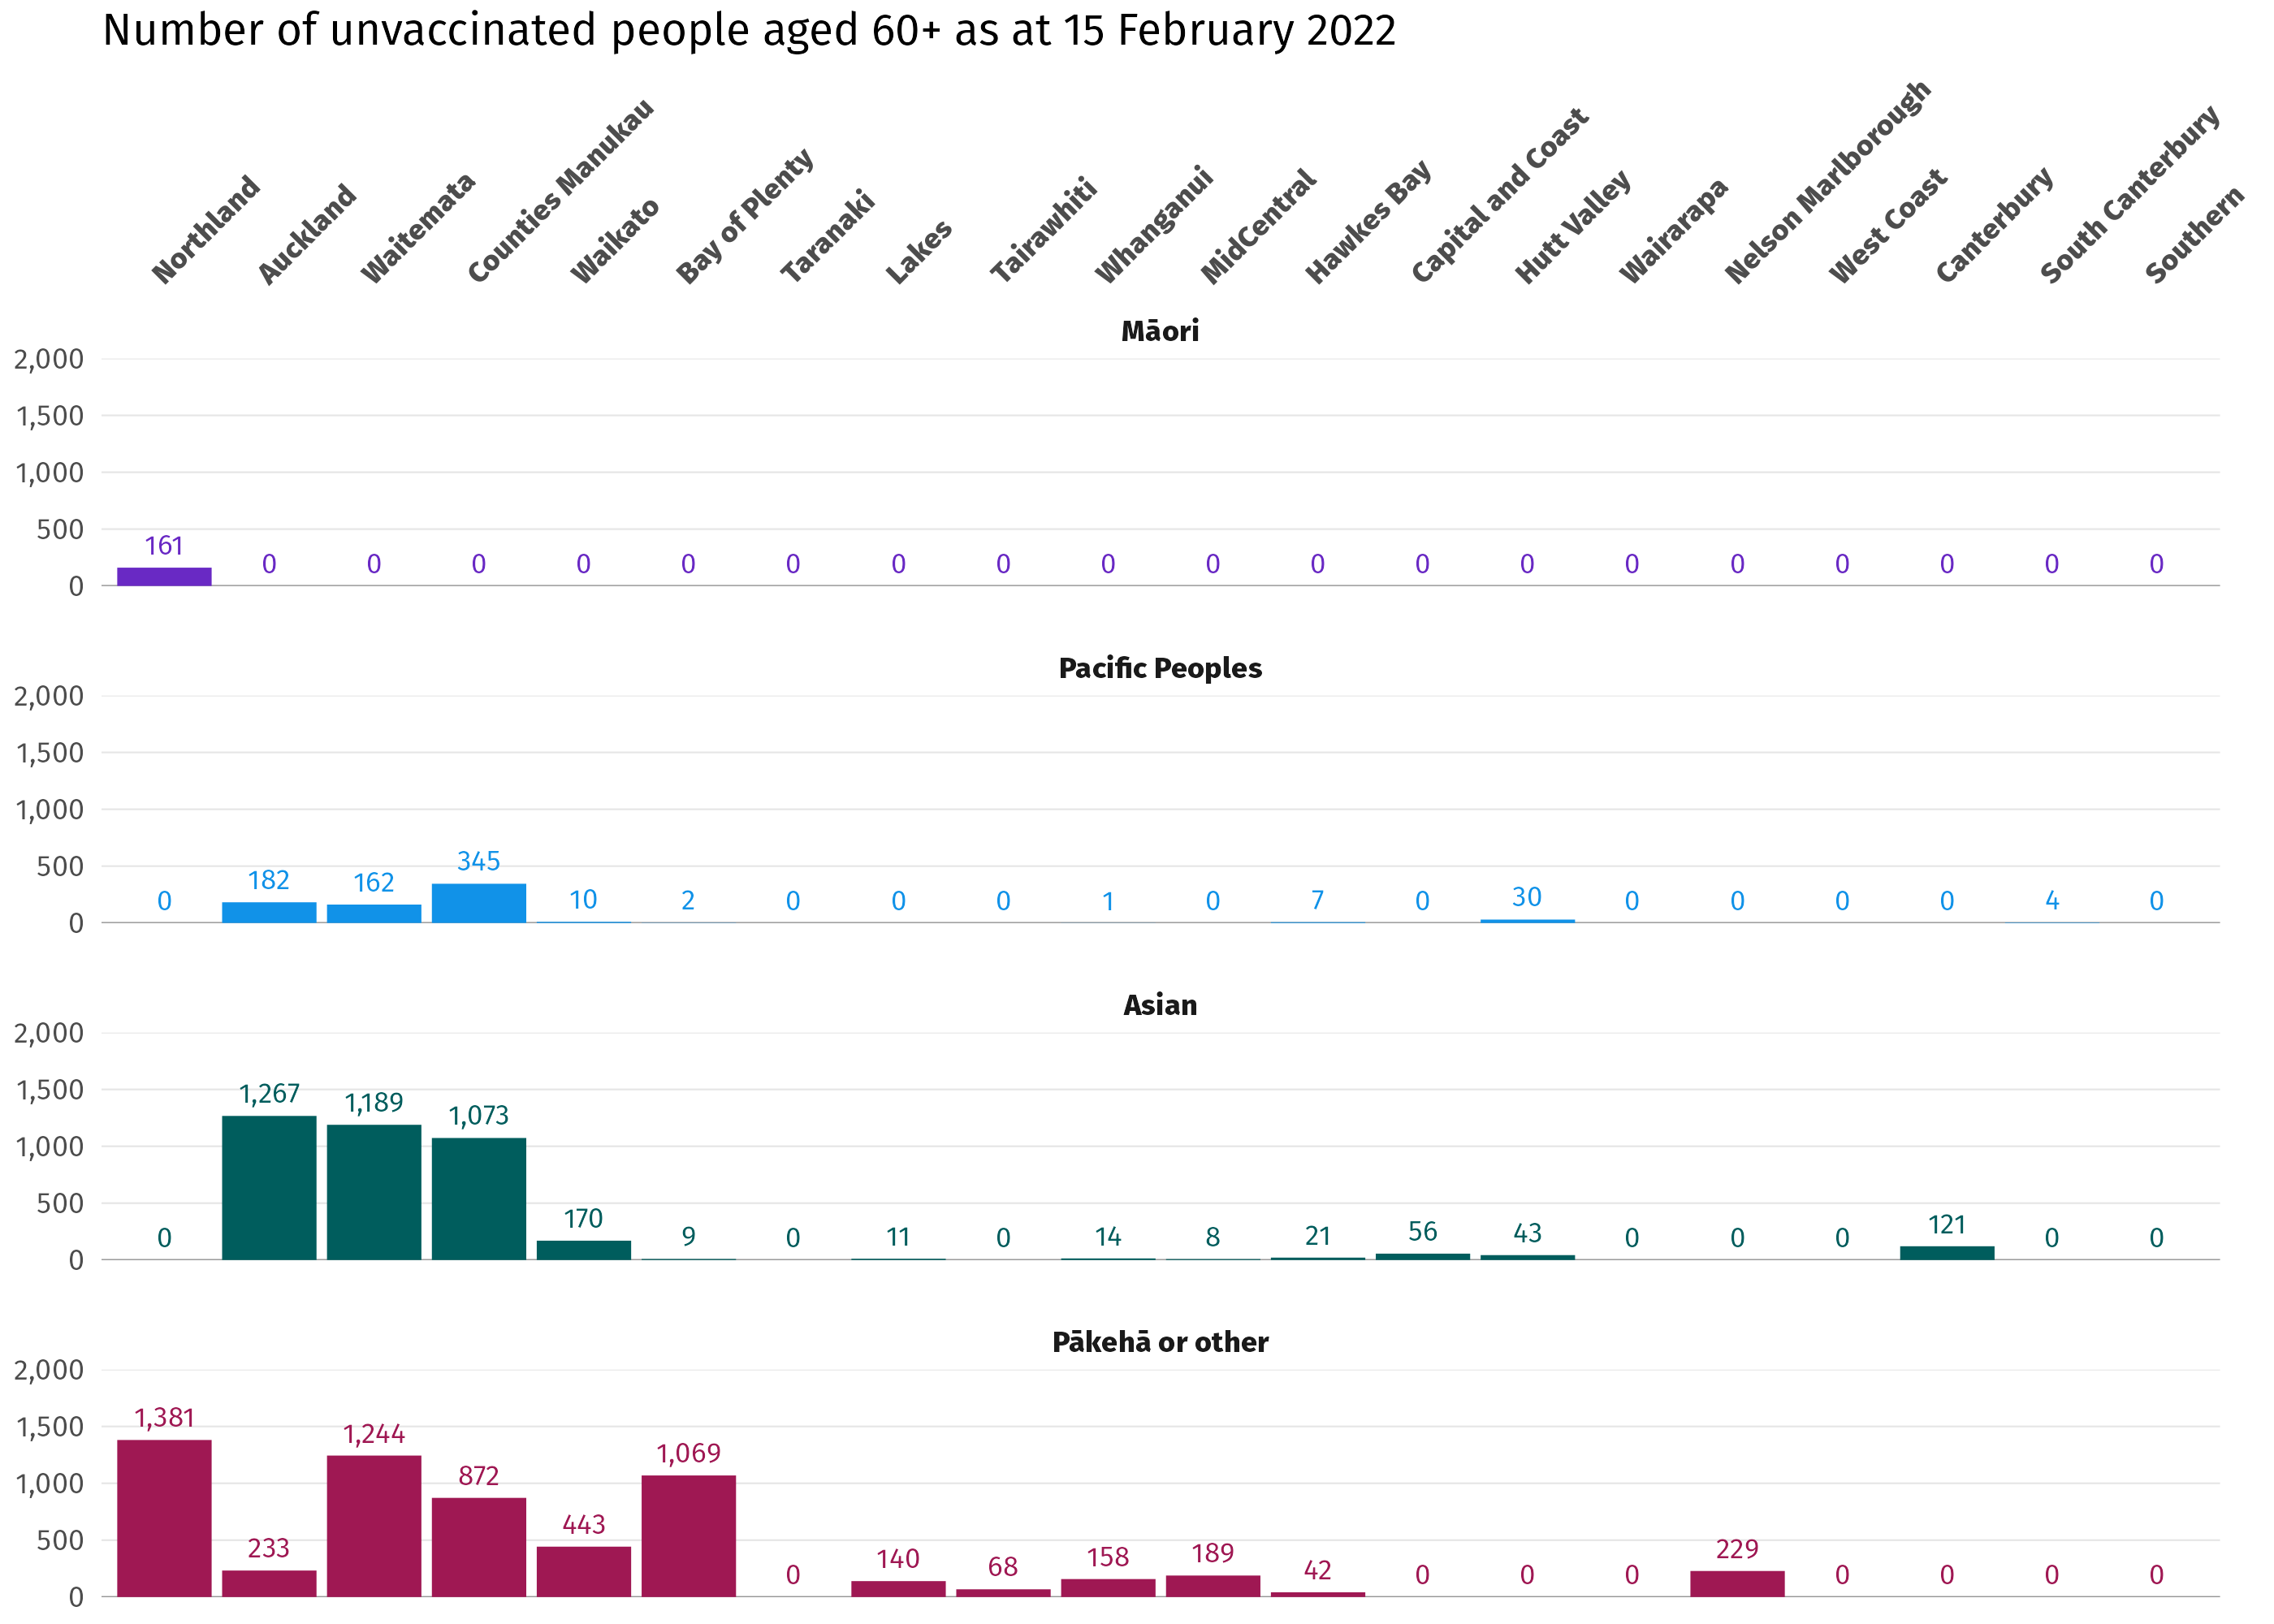 Number of unvaccinated people aged 60+ as at 15 February 2022
Northland
Auckland
Waitemata
Counties Manukau
Waikato
Bay of Plenty
Taranaki
Lakes
Tairawhiti
Whanganui
MidCentral
Hawkes Bay
Capital and Coast
Hutt Valley
Wairarapa
Nelson Marlborough
West Coast
Canterbury
South Canterbury
Southern
Māori
2,000
1,500
1,000
500
0
161 0 0 0 0 0 0 0 0 0 0 0 0 0 0 0 0 0 0 0
Pacific Peoples
2,000
1,500
1,000
500
0
0 182 162 345 10 2 0 0 0 1 0 7 0 30 0 0 0 0 4 0
Asian
2,000
1,500
1,000
500
0
0 1,267 1,189 1,073 170 9 0 11 0 14 8 21 56 43 0 0 0 121 0 0
Pākehā or other
2,000
1,500
1,000
500
0
1,381 233 1,244 872 443 1,069 0 140 68 158 189 42 0 0 0 229 0 0 0 0